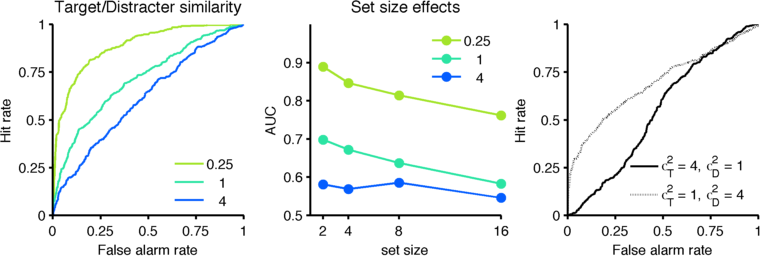 Target/Distracter similarity
1
0.75
0.5
0.25
0
Hit rate
0.25
1
4
0 0.25 0.5 0.75 1
False alarm rate
Set size effects
0.25
1
4
0.9
0.8
0.7
0.6
0.5
AUC
2 4 8 16
set size
1
0.75
0.5
0.25
0
Hit rate
σ²T = 4, σ²D = 1
σ²T = 1, σ²D = 4
0 0.25 0.5 0.75 1
False alarm rate